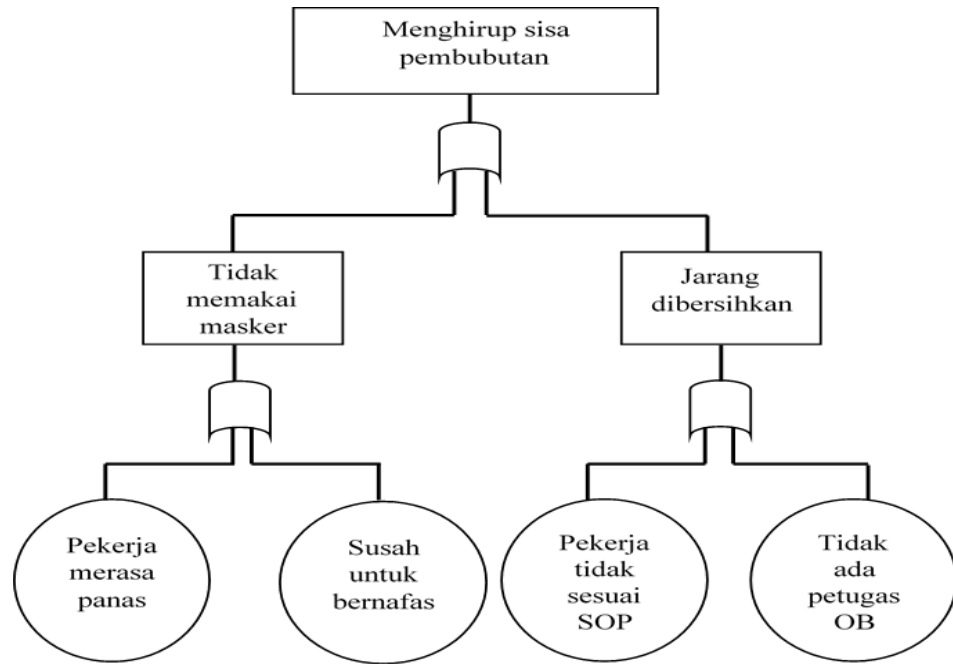 Menghirup sisa
pembubutan
Tidak
memakai
masker
Jarang
dibersihkan
Pekerja
merasa
panas
Susah
untuk
bernafas
Pekerja
tidak
sesuai
SOP
Tidak
ada
petugas
OB